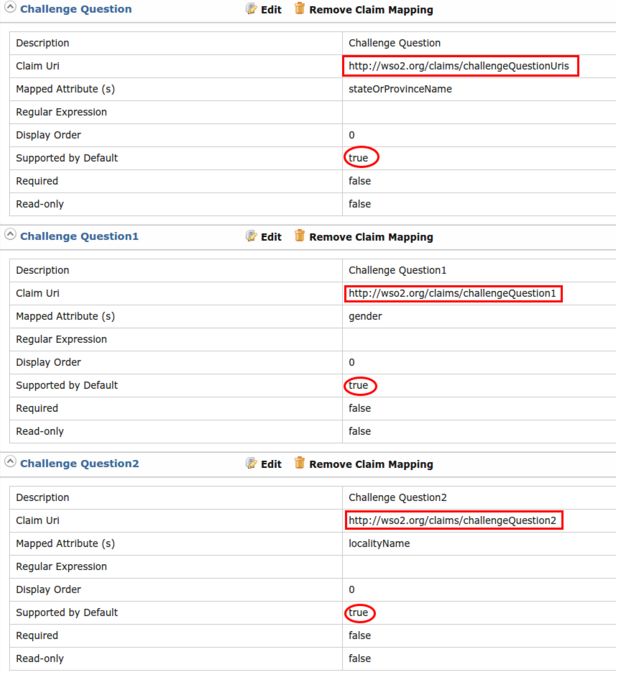 Challenge Question Edit Remove Claim Mapping
Description Challenge Question
Claim Uri http://wso2.org/claims/challengeQuestionUris
Mapped Attribute (s) stateOrProvinceName
Regular Expression
Display Order 0
Supported by Default true
Required false
Read-only false
Challenge Question1 Edit Remove Claim Mapping
Description Challenge Question1
Claim Uri http://wso2.org/claims/challengeQuestion1
Mapped Attribute (s) gender
Regular Expression
Display Order 0
Supported by Default true
Required false
Read-only false
Challenge Question2 Edit Remove Claim Mapping
Description Challenge Question2
Claim Uri http://wso2.org/claims/challengeQuestion2
Mapped Attribute (s) localityName
Regular Expression
Display Order 0
Supported by Default true
Required false
Read-only false